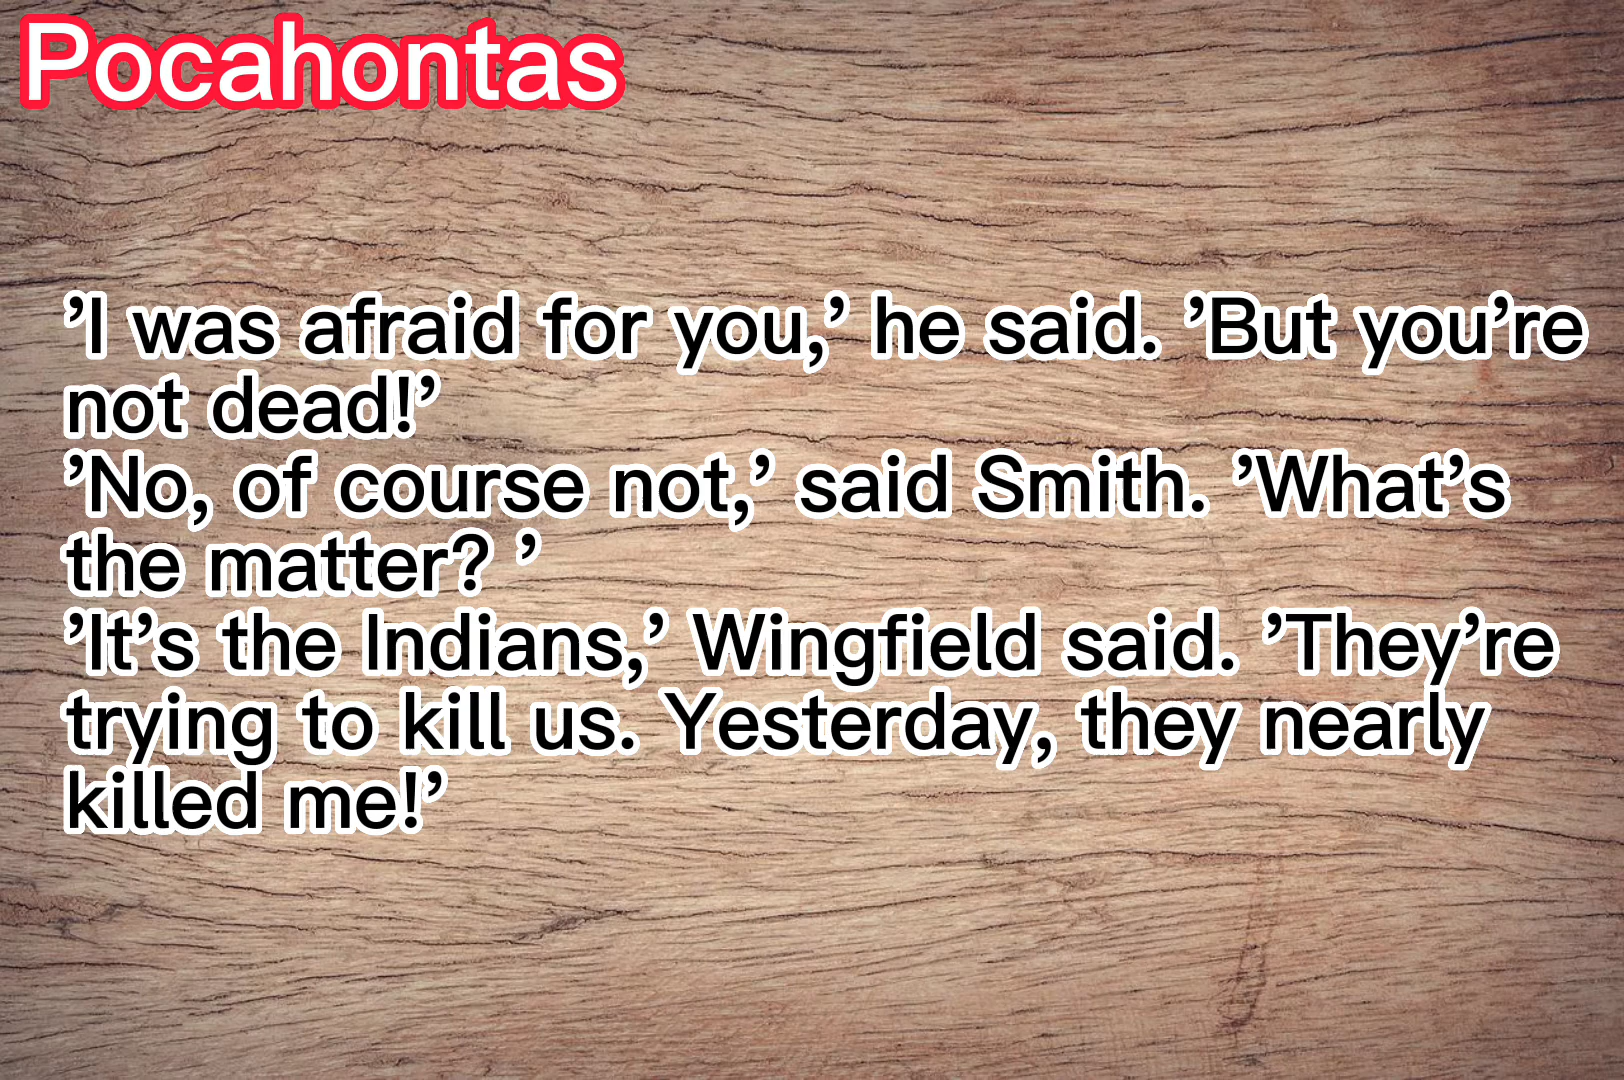 Pocahontas
’I was afraid for you,’ he said. ’But you’re
not dead!’
’No, of course not,’ said Smith. ’What’s
the matter? ’
’It’s the Indians,’ Wingfield said. ’They’re
trying to kill us. Yesterday, they nearly
killed me!’